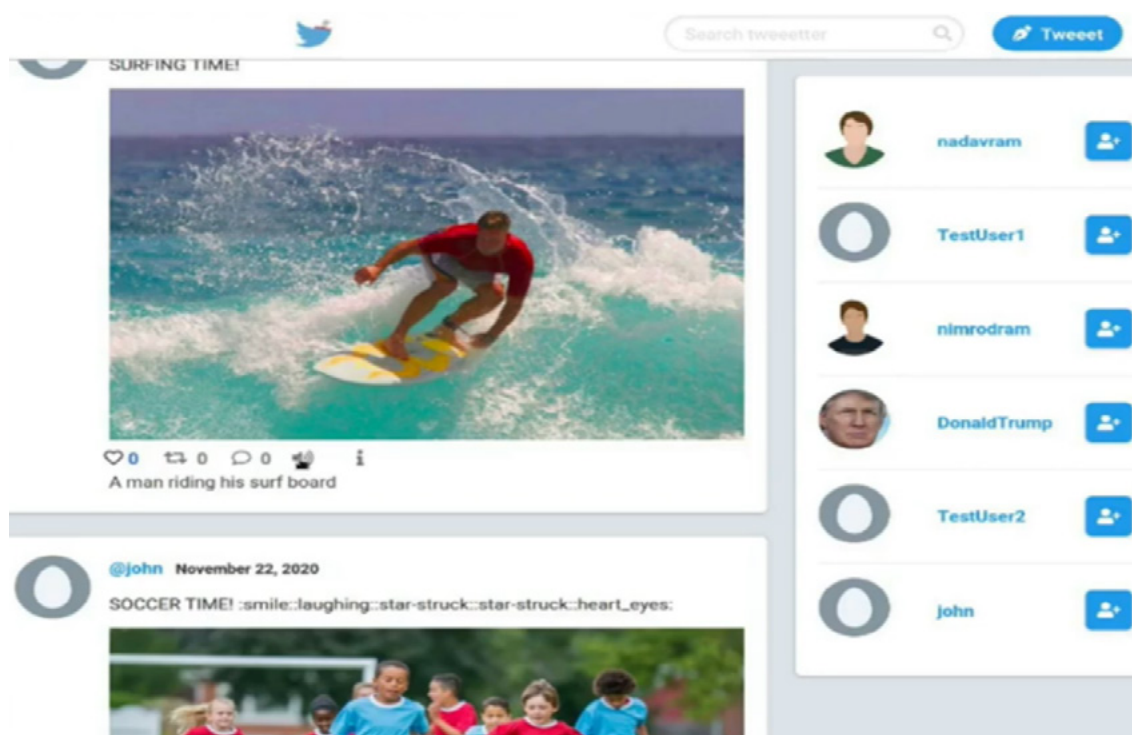 Search tweeetter
Tweeet
SURFING TIME!
0 0 0
A man riding his surf board
@john November 22, 2020
SOCCER TIME! :smile::laughing::star-struck::star-struck::heart_eyes:
nadavram
TestUser1
nimrodram
DonaldTrump
TestUser2
john